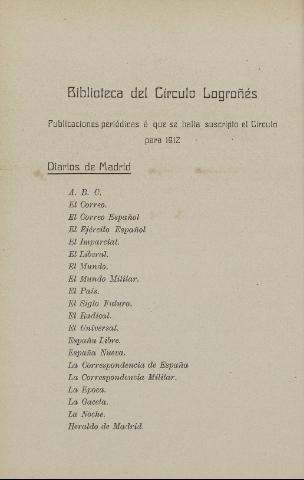 Biblioteca del Círculo Logroñés
Publicaciones periódicas á que se halla suscripto el Círculo
para 1912
Diarios de Madrid
A. B. C.
El Correo.
El Correo Español
El Ejército Español
El Imparcial.
El Liberal.
El Mundo.
El Mundo Militar.
El País.
El Siglo Futuro.
El Radical.
El Universal.
España Libre.
España Nueva.
La Correspondencia de España
La Correspondencia Militar.
La Epoca.
La Gaceta.
La Noche.
Heraldo de Madrid.